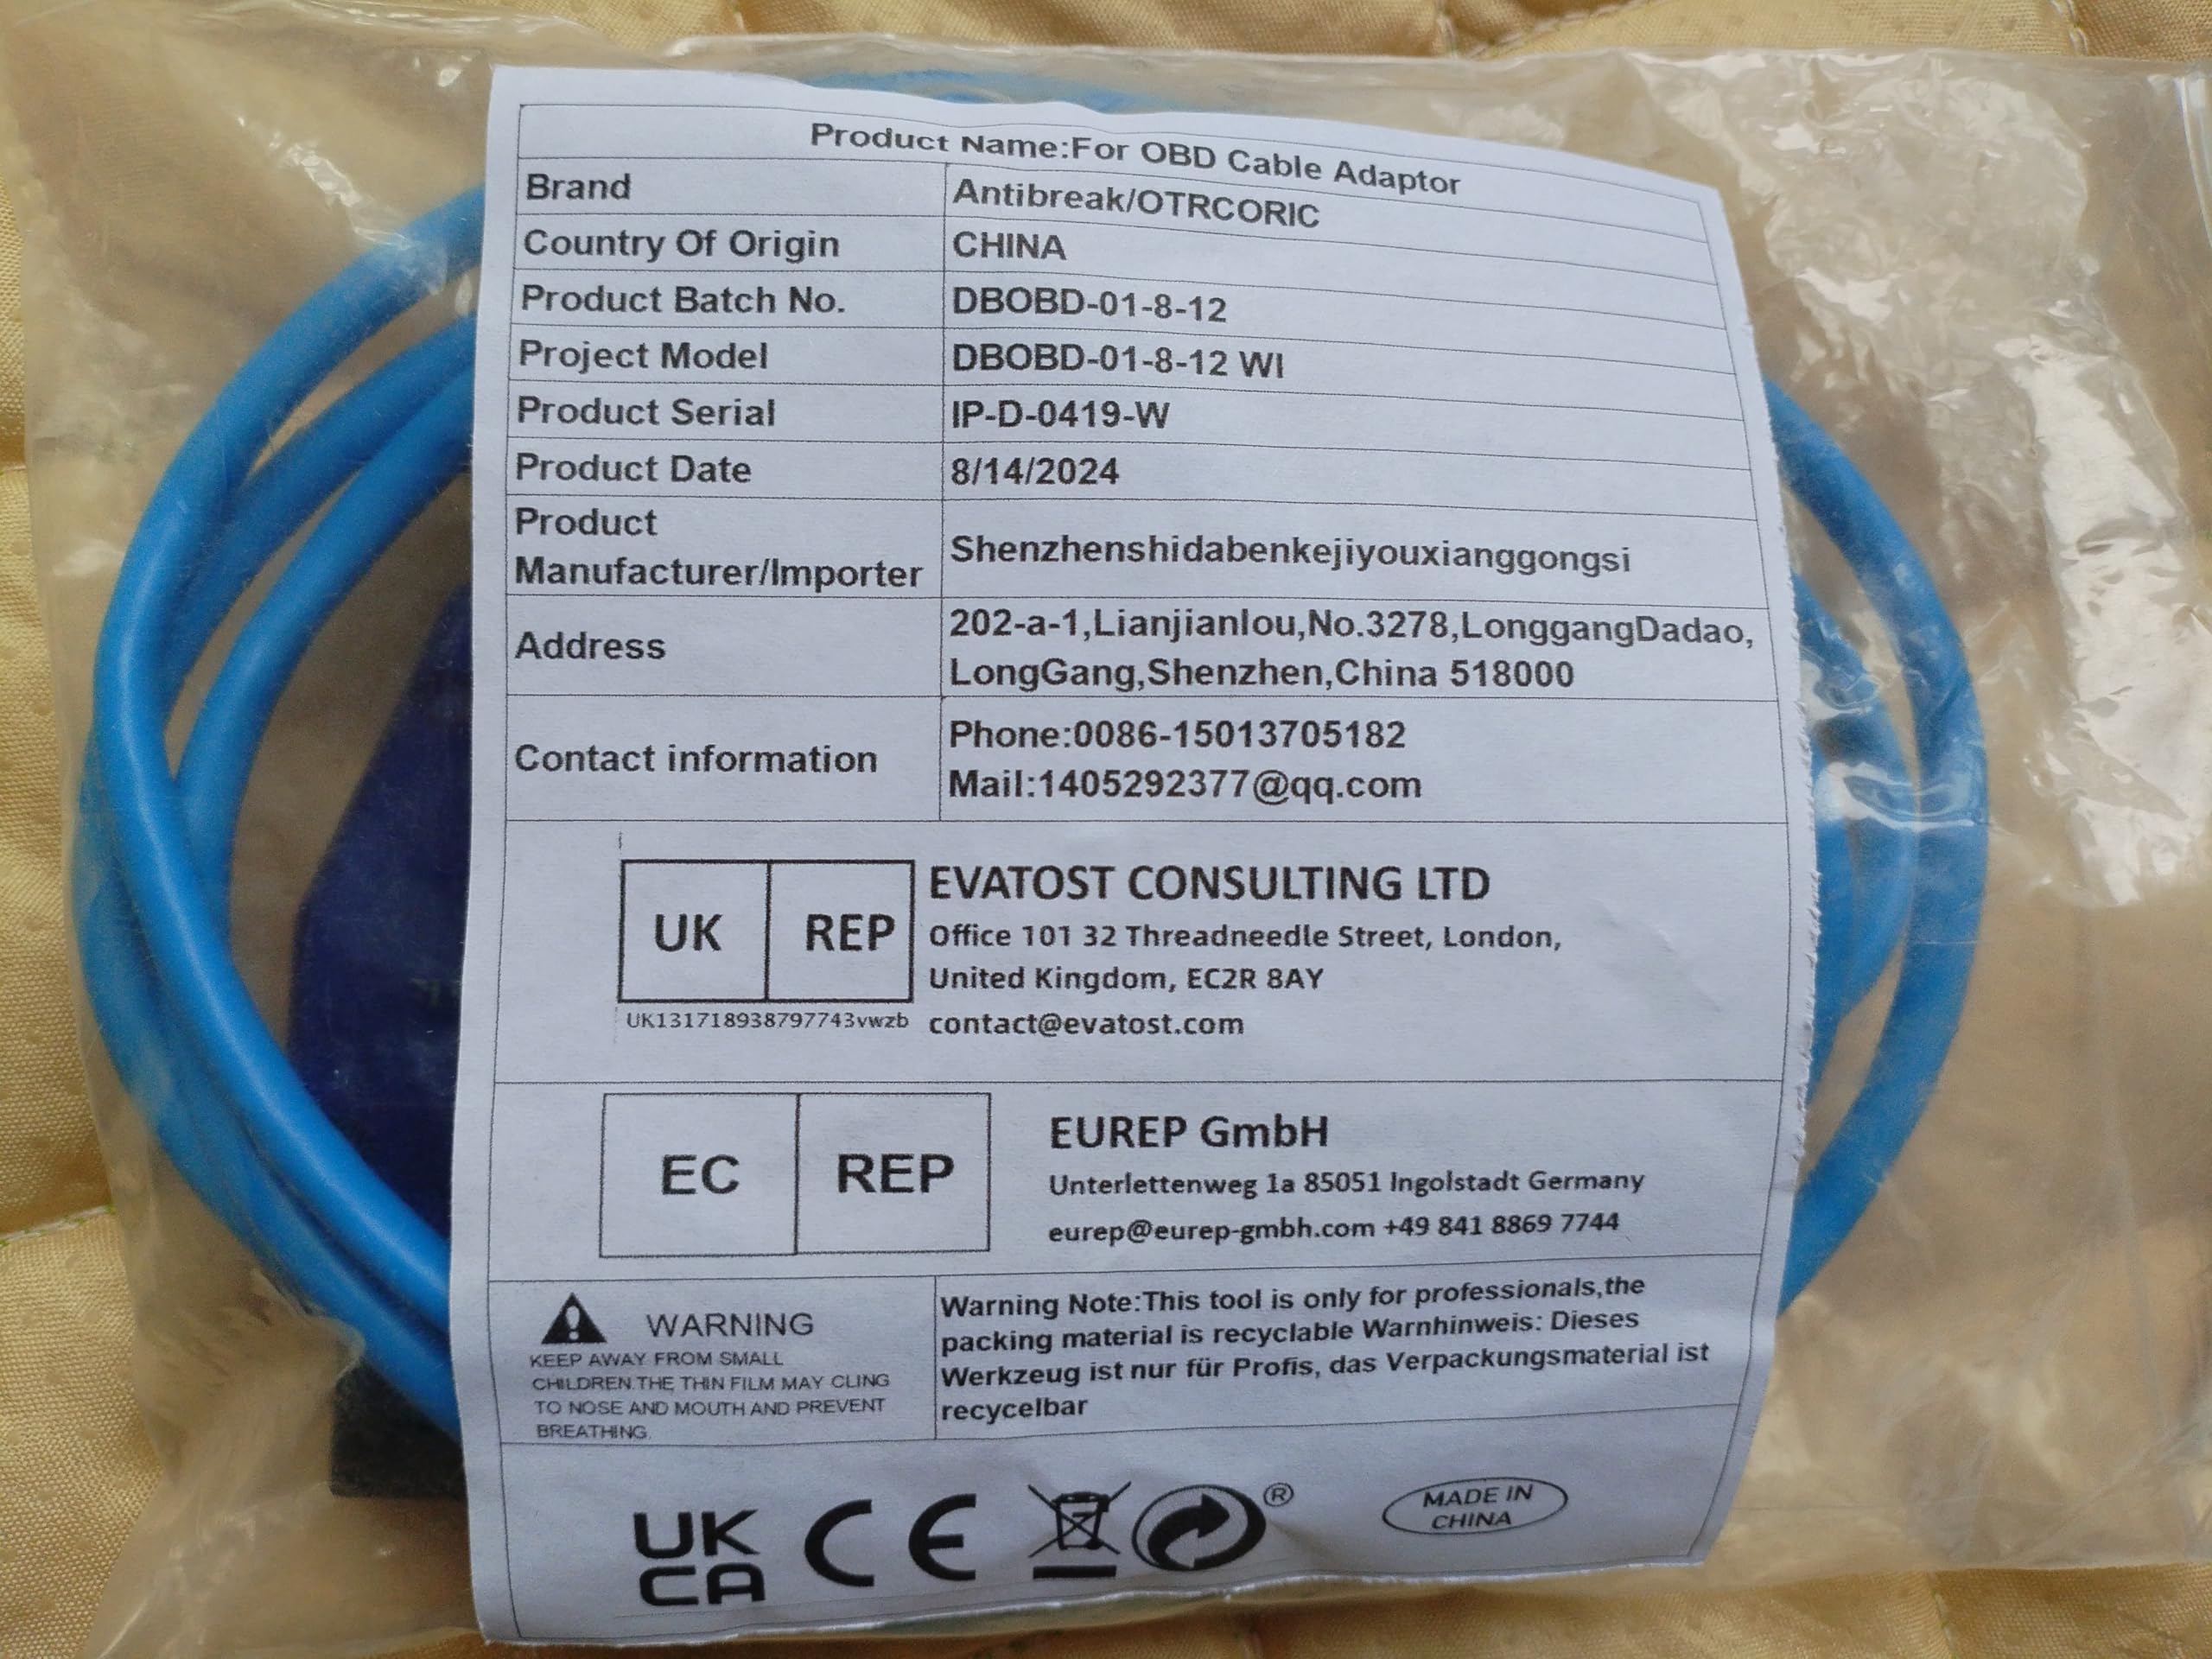 Product Name:For OBD Cable Adaptor
Brand
Antibreak/OTRCORIC
Country Of Origin
CHINA
Product Batch No.
DBOBD-01-8-12
Project Model
DBOBD-01-8-12 WI
Product Serial
IP-D-0419-W
Product Date
8/14/2024
Product
Manufacturer/Importer
Shenzhenshidabenkejiyouxianggongsi
Address
202-a-1,Lianjianlou,No.3278,LonggangDadao,
LongGang,Shenzhen,China 518000
Contact information
Phone:0086-15013705182
Mail:1405292377@qq.com
UK REP
UK131718938797743vwzb
EVATOST CONSULTING LTD
Office 101 32 Threadneedle Street, London,
United Kingdom, EC2R 8AY
contact@evatost.com
EC REP
EUREP GmbH
Unterlettenweg 1a 85051 Ingolstadt Germany
eurep@eurep-gmbh.com +49 841 8869 7744
WARNING
KEEP AWAY FROM SMALL
CHILDREN.THE THIN FILM MAY CLING
TO NOSE AND MOUTH AND PREVENT
BREATHING.
Warning Note:This tool is only for professionals,the
packing material is recyclable Warnhinweis: Dieses
Werkzeug ist nur für Profis, das Verpackungsmaterial ist
recycelbar
UK
CA
CE
®
MADE IN
CHINA